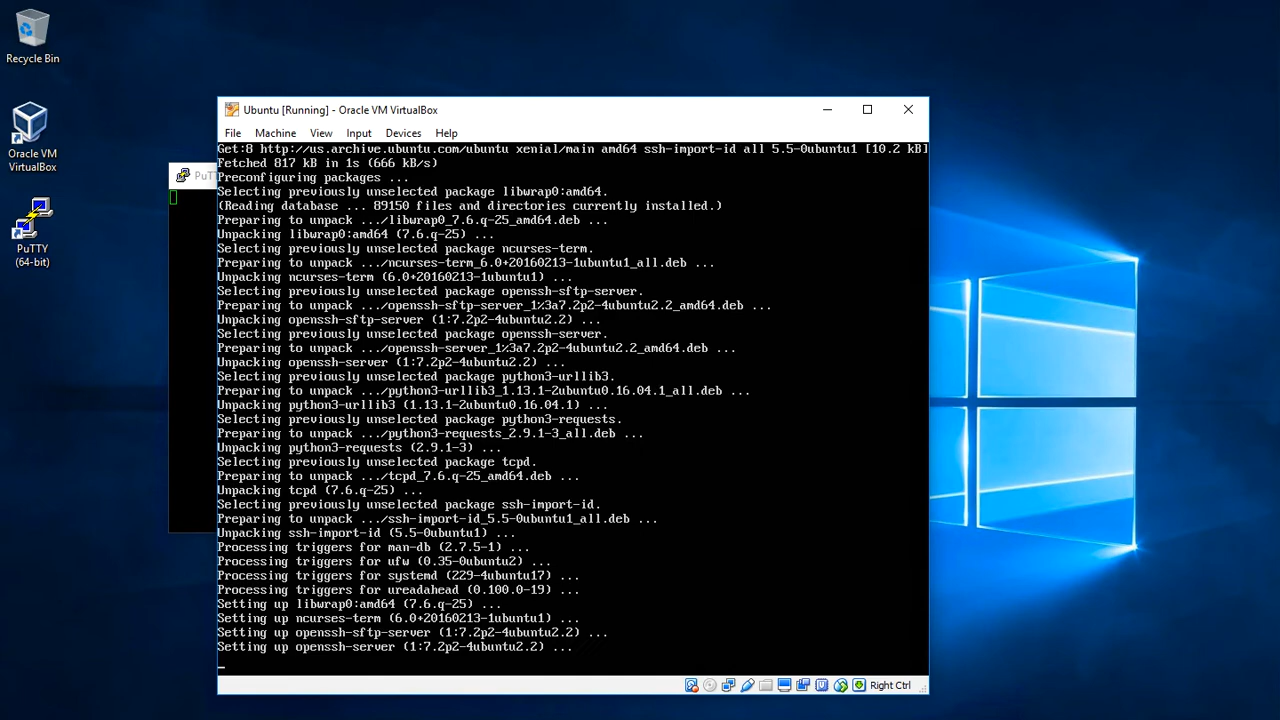 Recycle Bin
Oracle VM
VirtualBox
PuTTY
(64-bit)
Ubuntu [Running] - Oracle VM VirtualBox
File Machine View Input Devices Help
Get:8 http://us.archive.ubuntu.com/ubuntu xenial/main amd64 ssh-import-id all 5.5-0ubuntu1 [10.2 kB]
Fetched 817 kB in 1s (666 kB/s)
Preconfiguring packages ...
Selecting previously unselected package libwrap0:amd64.
(Reading database ... 89150 files and directories currently installed.)
Preparing to unpack .../libwrap0_7.6.q-25_amd64.deb ...
Unpacking libwrap0:amd64 (7.6.q-25) ...
Selecting previously unselected package ncurses-term.
Preparing to unpack .../ncurses-term_6.0+20160213-1ubuntu1_all.deb ...
Unpacking ncurses-term (6.0+20160213-1ubuntu1) ...
Selecting previously unselected package openssh-sftp-server.
Preparing to unpack .../openssh-sftp-server_1%3a7.2p2-4ubuntu2.2_amd64.deb ...
Unpacking openssh-sftp-server (1:7.2p2-4ubuntu2.2) ...
Selecting previously unselected package openssh-server.
Preparing to unpack .../openssh-server_1%3a7.2p2-4ubuntu2.2_amd64.deb ...
Unpacking openssh-server (1:7.2p2-4ubuntu2.2) ...
Selecting previously unselected package python3-urllib3.
Preparing to unpack .../python3-urllib3_1.13.1-2ubuntu0.16.04.1_all.deb ...
Unpacking python3-urllib3 (1.13.1-2ubuntu0.16.04.1) ...
Selecting previously unselected package python3-requests.
Preparing to unpack .../python3-requests_2.9.1-3_all.deb ...
Unpacking python3-requests (2.9.1-3) ...
Selecting previously unselected package tcpd.
Preparing to unpack .../tcpd_7.6.q-25_amd64.deb ...
Unpacking tcpd (7.6.q-25) ...
Selecting previously unselected package ssh-import-id.
Preparing to unpack .../ssh-import-id_5.5-0ubuntu1_all.deb ...
Unpacking ssh-import-id (5.5-0ubuntu1) ...
Processing triggers for man-db (2.7.5-1) ...
Processing triggers for ufw (0.35-0ubuntu2) ...
Processing triggers for systemd (229-4ubuntu17) ...
Processing triggers for ureadahead (0.100.0-19) ...
Setting up libwrap0:amd64 (7.6.q-25) ...
Setting up ncurses-term (6.0+20160213-1ubuntu1) ...
Setting up openssh-sftp-server (1:7.2p2-4ubuntu2.2) ...
Setting up openssh-server (1:7.2p2-4ubuntu2.2) ...
Right Ctrl